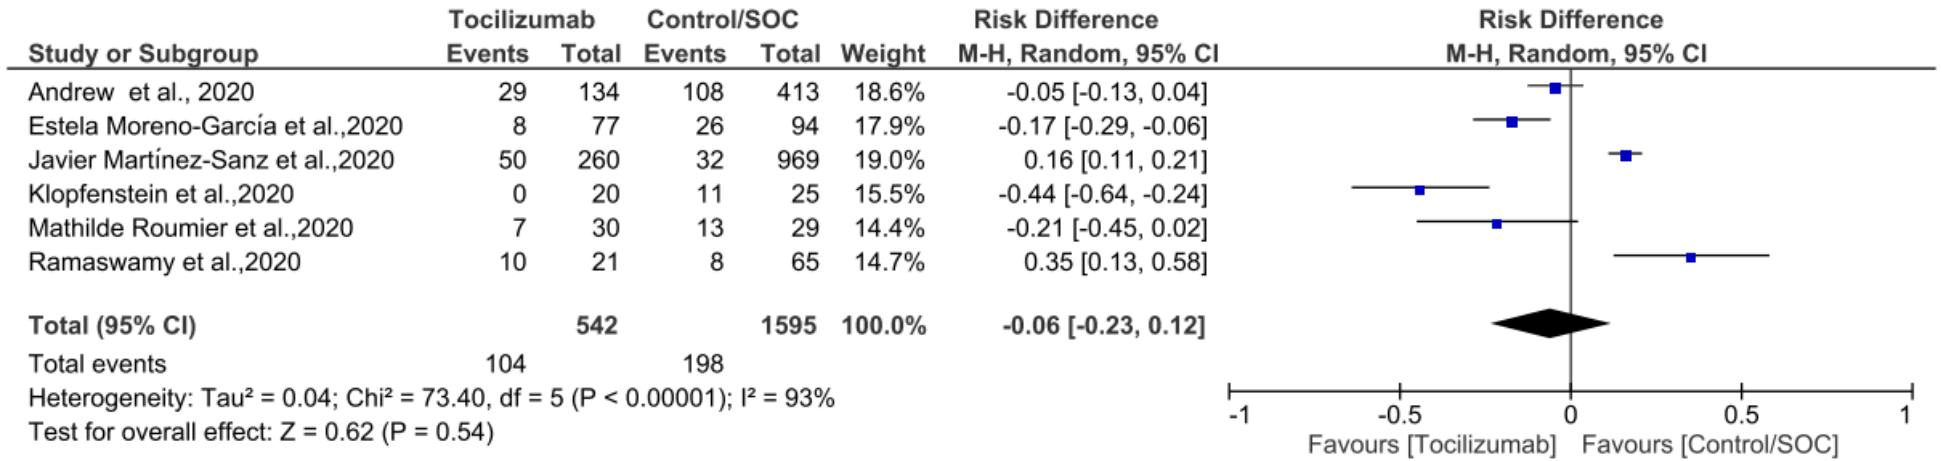 Tocilizumab Control/SOC Risk Difference Risk Difference
Study or Subgroup Events Total Events Total Weight M-H, Random, 95% CI M-H, Random, 95% CI
Andrew et al., 2020 29 134 108 413 18.6% -0.05 [-0.13, 0.04]
Estela Moreno-García et al.,2020 8 77 26 94 17.9% -0.17 [-0.29, -0.06]
Javier Martínez-Sanz et al.,2020 50 260 32 969 19.0% 0.16 [0.11, 0.21]
Klopfenstein et al.,2020 0 20 11 25 15.5% -0.44 [-0.64, -0.24]
Mathilde Roumier et al.,2020 7 30 13 29 14.4% -0.21 [-0.45, 0.02]
Ramaswamy et al.,2020 10 21 8 65 14.7% 0.35 [0.13, 0.58]
Total (95% CI) 542 1595 100.0% -0.06 [-0.23, 0.12]
Total events 104 198
Heterogeneity: Tau² = 0.04; Chi² = 73.40, df = 5 (P < 0.00001); I² = 93%
Test for overall effect: Z = 0.62 (P = 0.54)
-1 -0.5 0 0.5 1
Favours [Tocilizumab] Favours [Control/SOC]